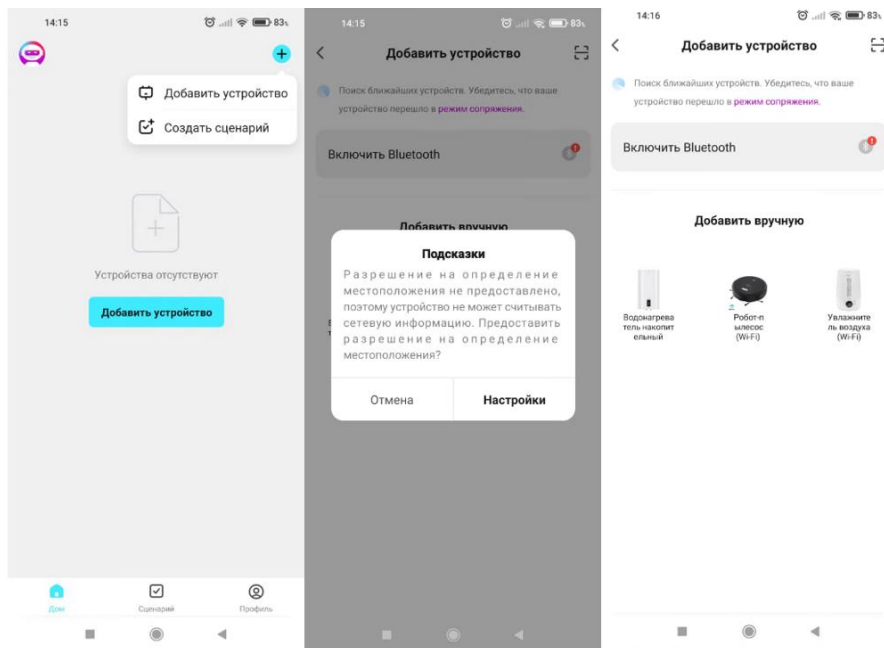 14:15
83%
Добавить устройство
Создать сценарий
Устройства отсутствуют
Добавить устройство
Дом
Сценарий
Профиль
14:15
83%
Добавить устройство
Поиск ближайших устройств. Убедитесь, что ваше
устройство перешло в режим сопряжения.
Включить Bluetooth
Добавить вручную
Подсказки
Разрешение на определение
местоположения не предоставлено,
поэтому устройство не может считывать
сетевую информацию. Предоставить
разрешение на определение
местоположения?
Отмена
Настройки
14:16
83%
Добавить устройство
Поиск ближайших устройств. Убедитесь, что ваше
устройство перешло в режим сопряжения.
Включить Bluetooth
Добавить вручную
Водонагрева
тель накопит
ельный
Робот-п
ылесос
(Wi-Fi)
Увлажните
ль воздуха
(Wi-Fi)